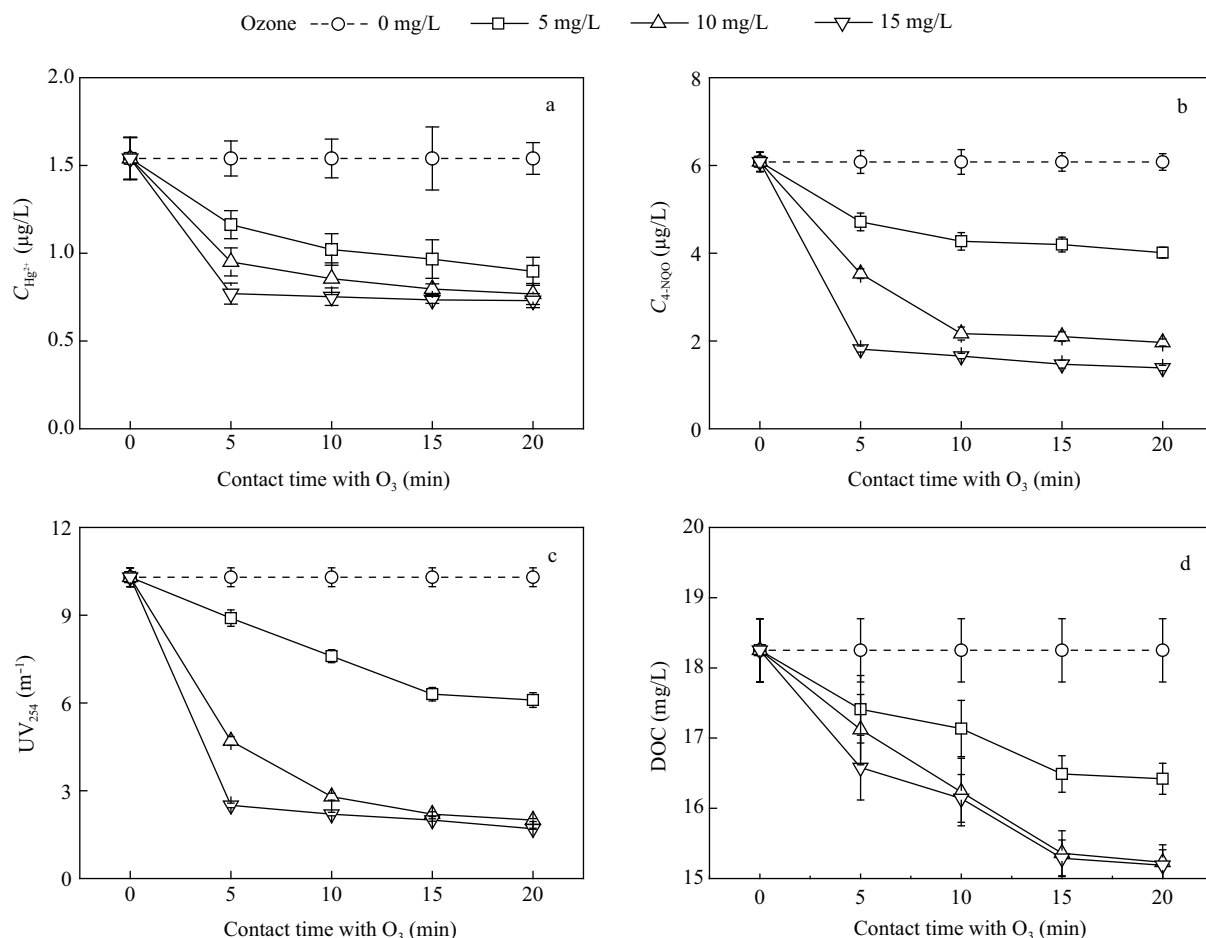 Ozone 0 mg/L 5 mg/L 10 mg/L 15 mg/L
a
2.0
1.5
1.0
0.5
0.0
C_Hg²⁺ (µg/L)
0 5 10 15 20
Contact time with O₃ (min)
b
8
6
4
2
0
C_4-NQO (µg/L)
0 5 10 15 20
Contact time with O₃ (min)
c
12
9
6
3
0
UV₂₅₄ (m⁻¹)
0 5 10 15 20
Contact time with O₃ (min)
d
20
19
18
17
16
15
DOC (mg/L)
0 5 10 15 20
Contact time with O₃ (min)